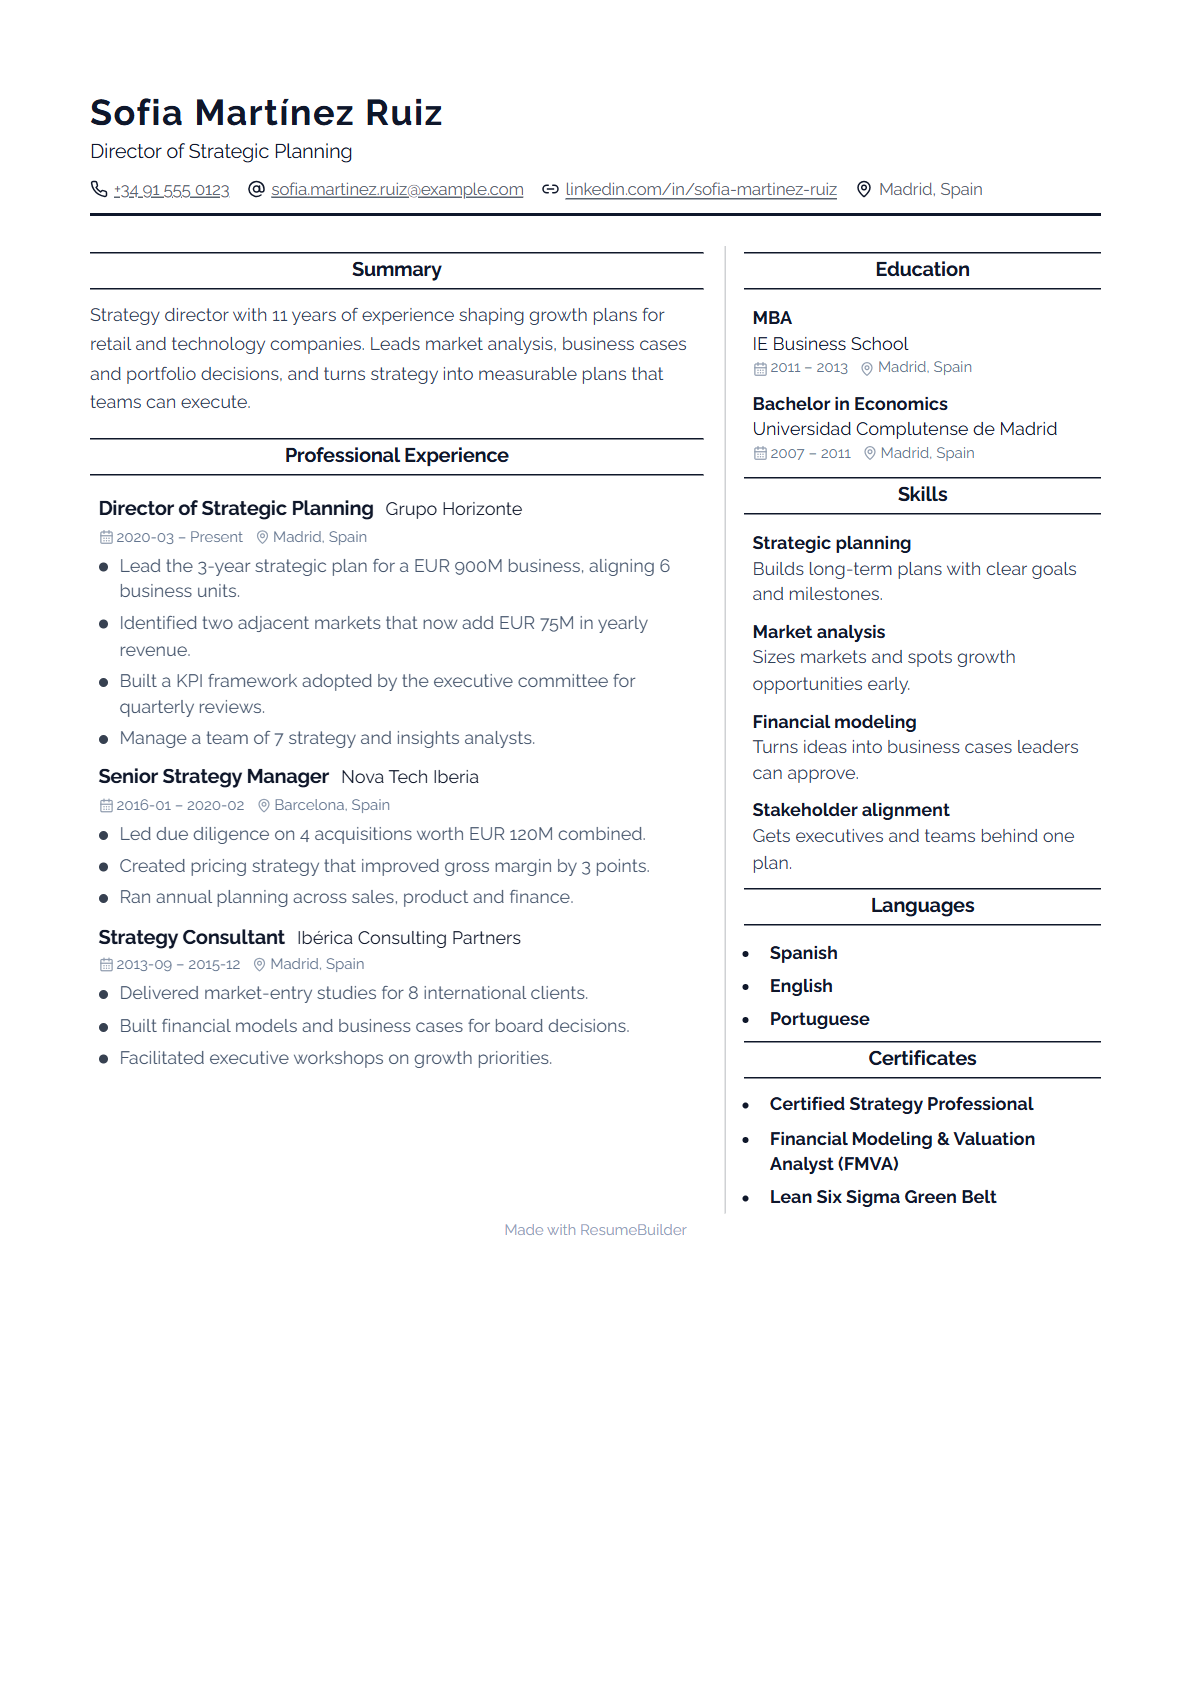 Sofia Martínez Ruiz
Director of Strategic Planning
+34 91 555 0123 sofia.martinez.ruiz@example.com linkedin.com/in/sofia-martinez-ruiz Madrid, Spain
Summary
Strategy director with 11 years of experience shaping growth plans for
retail and technology companies. Leads market analysis, business cases
and portfolio decisions, and turns strategy into measurable plans that
teams can execute.
Professional Experience
Director of Strategic Planning Grupo Horizonte
2020-03 – Present Madrid, Spain
• Lead the 3-year strategic plan for a EUR 900M business, aligning 6
business units.
• Identified two adjacent markets that now add EUR 75M in yearly
revenue.
• Built a KPI framework adopted by the executive committee for
quarterly reviews.
• Manage a team of 7 strategy and insights analysts.
Senior Strategy Manager Nova Tech Iberia
2016-01 – 2020-02 Barcelona, Spain
• Led due diligence on 4 acquisitions worth EUR 120M combined.
• Created pricing strategy that improved gross margin by 3 points.
• Ran annual planning across sales, product and finance.
Strategy Consultant Ibérica Consulting Partners
2013-09 – 2015-12 Madrid, Spain
• Delivered market-entry studies for 8 international clients.
• Built financial models and business cases for board decisions.
• Facilitated executive workshops on growth priorities.
Education
MBA
IE Business School
2011 – 2013 Madrid, Spain
Bachelor in Economics
Universidad Complutense de Madrid
2007 – 2011 Madrid, Spain
Skills
Strategic planning
Builds long-term plans with clear goals
and milestones.
Market analysis
Sizes markets and spots growth
opportunities early.
Financial modeling
Turns ideas into business cases leaders
can approve.
Stakeholder alignment
Gets executives and teams behind one
plan.
Languages
• Spanish
• English
• Portuguese
Certificates
• Certified Strategy Professional
• Financial Modeling & Valuation
Analyst (FMVA)
• Lean Six Sigma Green Belt
Made with ResumeBuilder